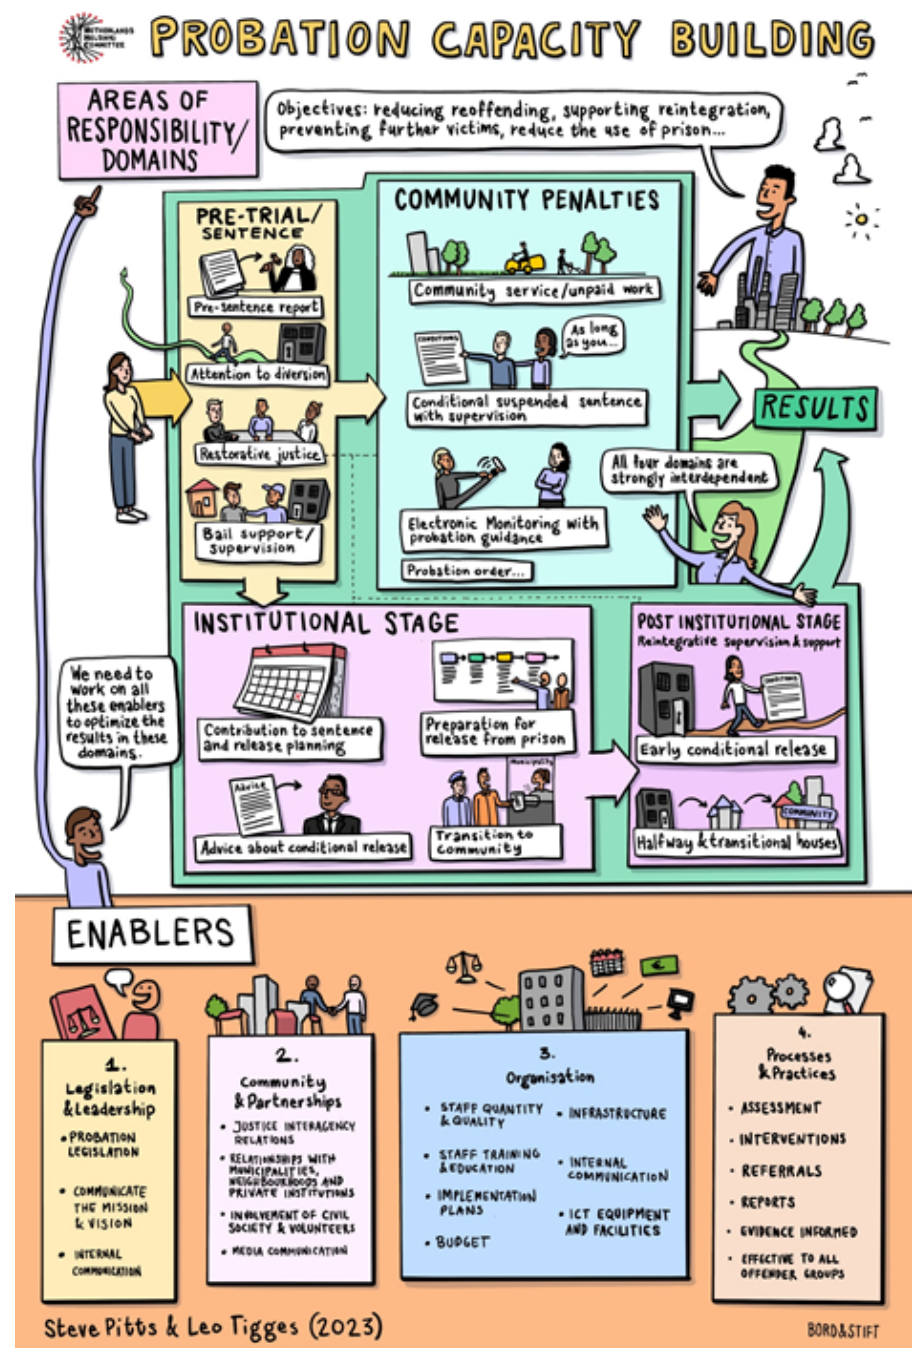 NETHERLANDS
HELSINKI
COMMITTEE
PROBATION CAPACITY BUILDING
AREAS OF
RESPONSIBILITY/
DOMAINS
Objectives: reducing reoffending, supporting reintegration,
preventing further victims, reduce the use of prison...
PRE-TRIAL/
SENTENCE
Pre-sentence report
Attention to diversion
Restorative justice
Bail support/
supervision
COMMUNITY PENALTIES
Community service/unpaid work
CONDITIONS
As long
as you...
Conditional suspended sentence
with supervision
Electronic Monitoring with
probation guidance
Probation order...
RESULTS
All four domains are
strongly interdependent
We need to
work on all
these enablers
to optimize the
results in these
domains.
INSTITUTIONAL STAGE
Contribution to sentence
and release planning
Preparation for
release from prison
Advice
Advice about conditional release
Municipality
Transition to
community
POST INSTITUTIONAL STAGE
Reintegrative supervision & support
CONDITIONS
Early conditional release
COMMUNITY
Halfway & transitional houses
ENABLERS
1.
Legislation
& Leadership
• PROBATION
LEGISLATION
• COMMUNICATE
THE MISSION
& VISION
• INTERNAL
COMMUNICATION
2.
Community
& Partnerships
• JUSTICE INTERAGENCY
RELATIONS
• RELATIONSHIPS WITH
MUNICIPALITIES,
NEIGHBOURHOODS AND
PRIVATE INSTITUTIONS
• INVOLVEMENT OF CIVIL
SOCIETY & VOLUNTEERS
• MEDIA COMMUNICATION
3.
Organisation
• STAFF QUANTITY
& QUALITY
• STAFF TRAINING
& EDUCATION
• IMPLEMENTATION
PLANS
• BUDGET
• INFRASTRUCTURE
• INTERNAL
COMMUNICATION
• ICT EQUIPMENT
AND FACILITIES
€
4.
Processes
& Practices
• ASSESSMENT
• INTERVENTIONS
• REFERRALS
• REPORTS
• EVIDENCE INFORMED
• EFFECTIVE TO ALL
OFFENDER GROUPS
Steve Pitts & Leo Tigges (2023)
BORD&STIFT